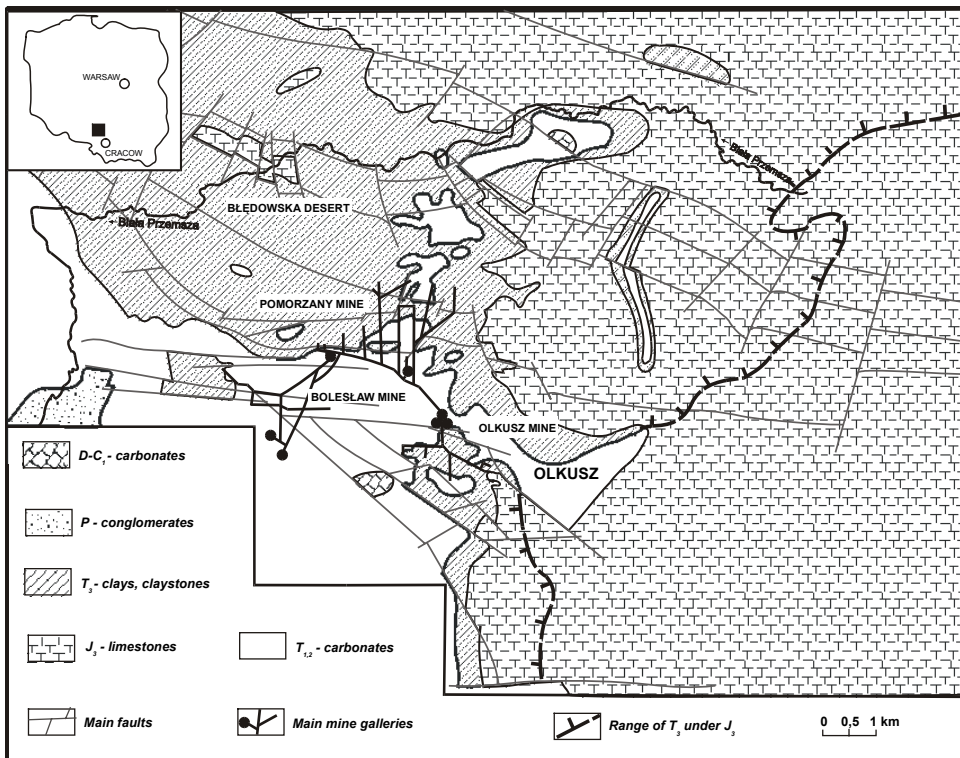 WARSAW
CRACOW
Biała Przemsza
BŁĘDOWSKA DESERT
Biała Przemsza
POMORZANY MINE
BOLESŁAW MINE
OLKUSZ MINE
OLKUSZ
D-C₁ - carbonates
P - conglomerates
T₃ - clays, claystones
J₃ - limestones
T₁,₂ - carbonates
Main faults
Main mine galleries
Range of T₃ under J₃
0 0,5 1 km